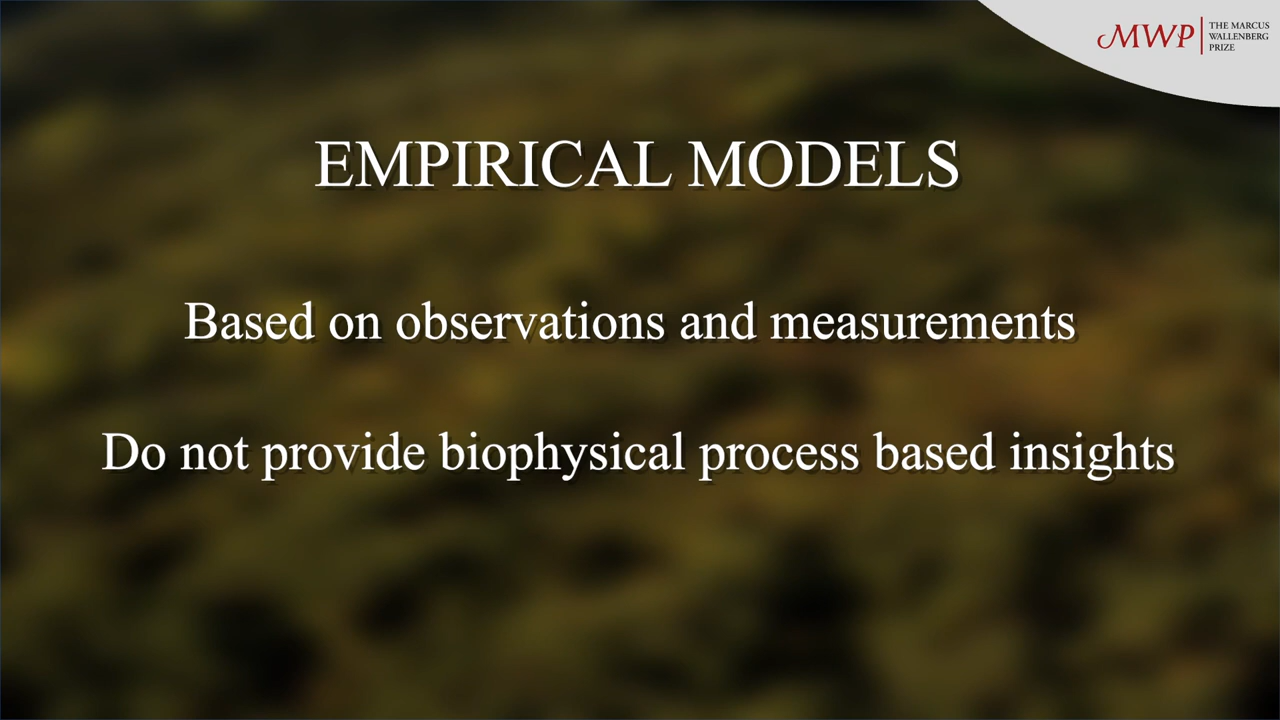 MWP
THE MARCUS
WALLENBERG
PRIZE
EMPIRICAL MODELS
Based on observations and measurements
Do not provide biophysical process based insights